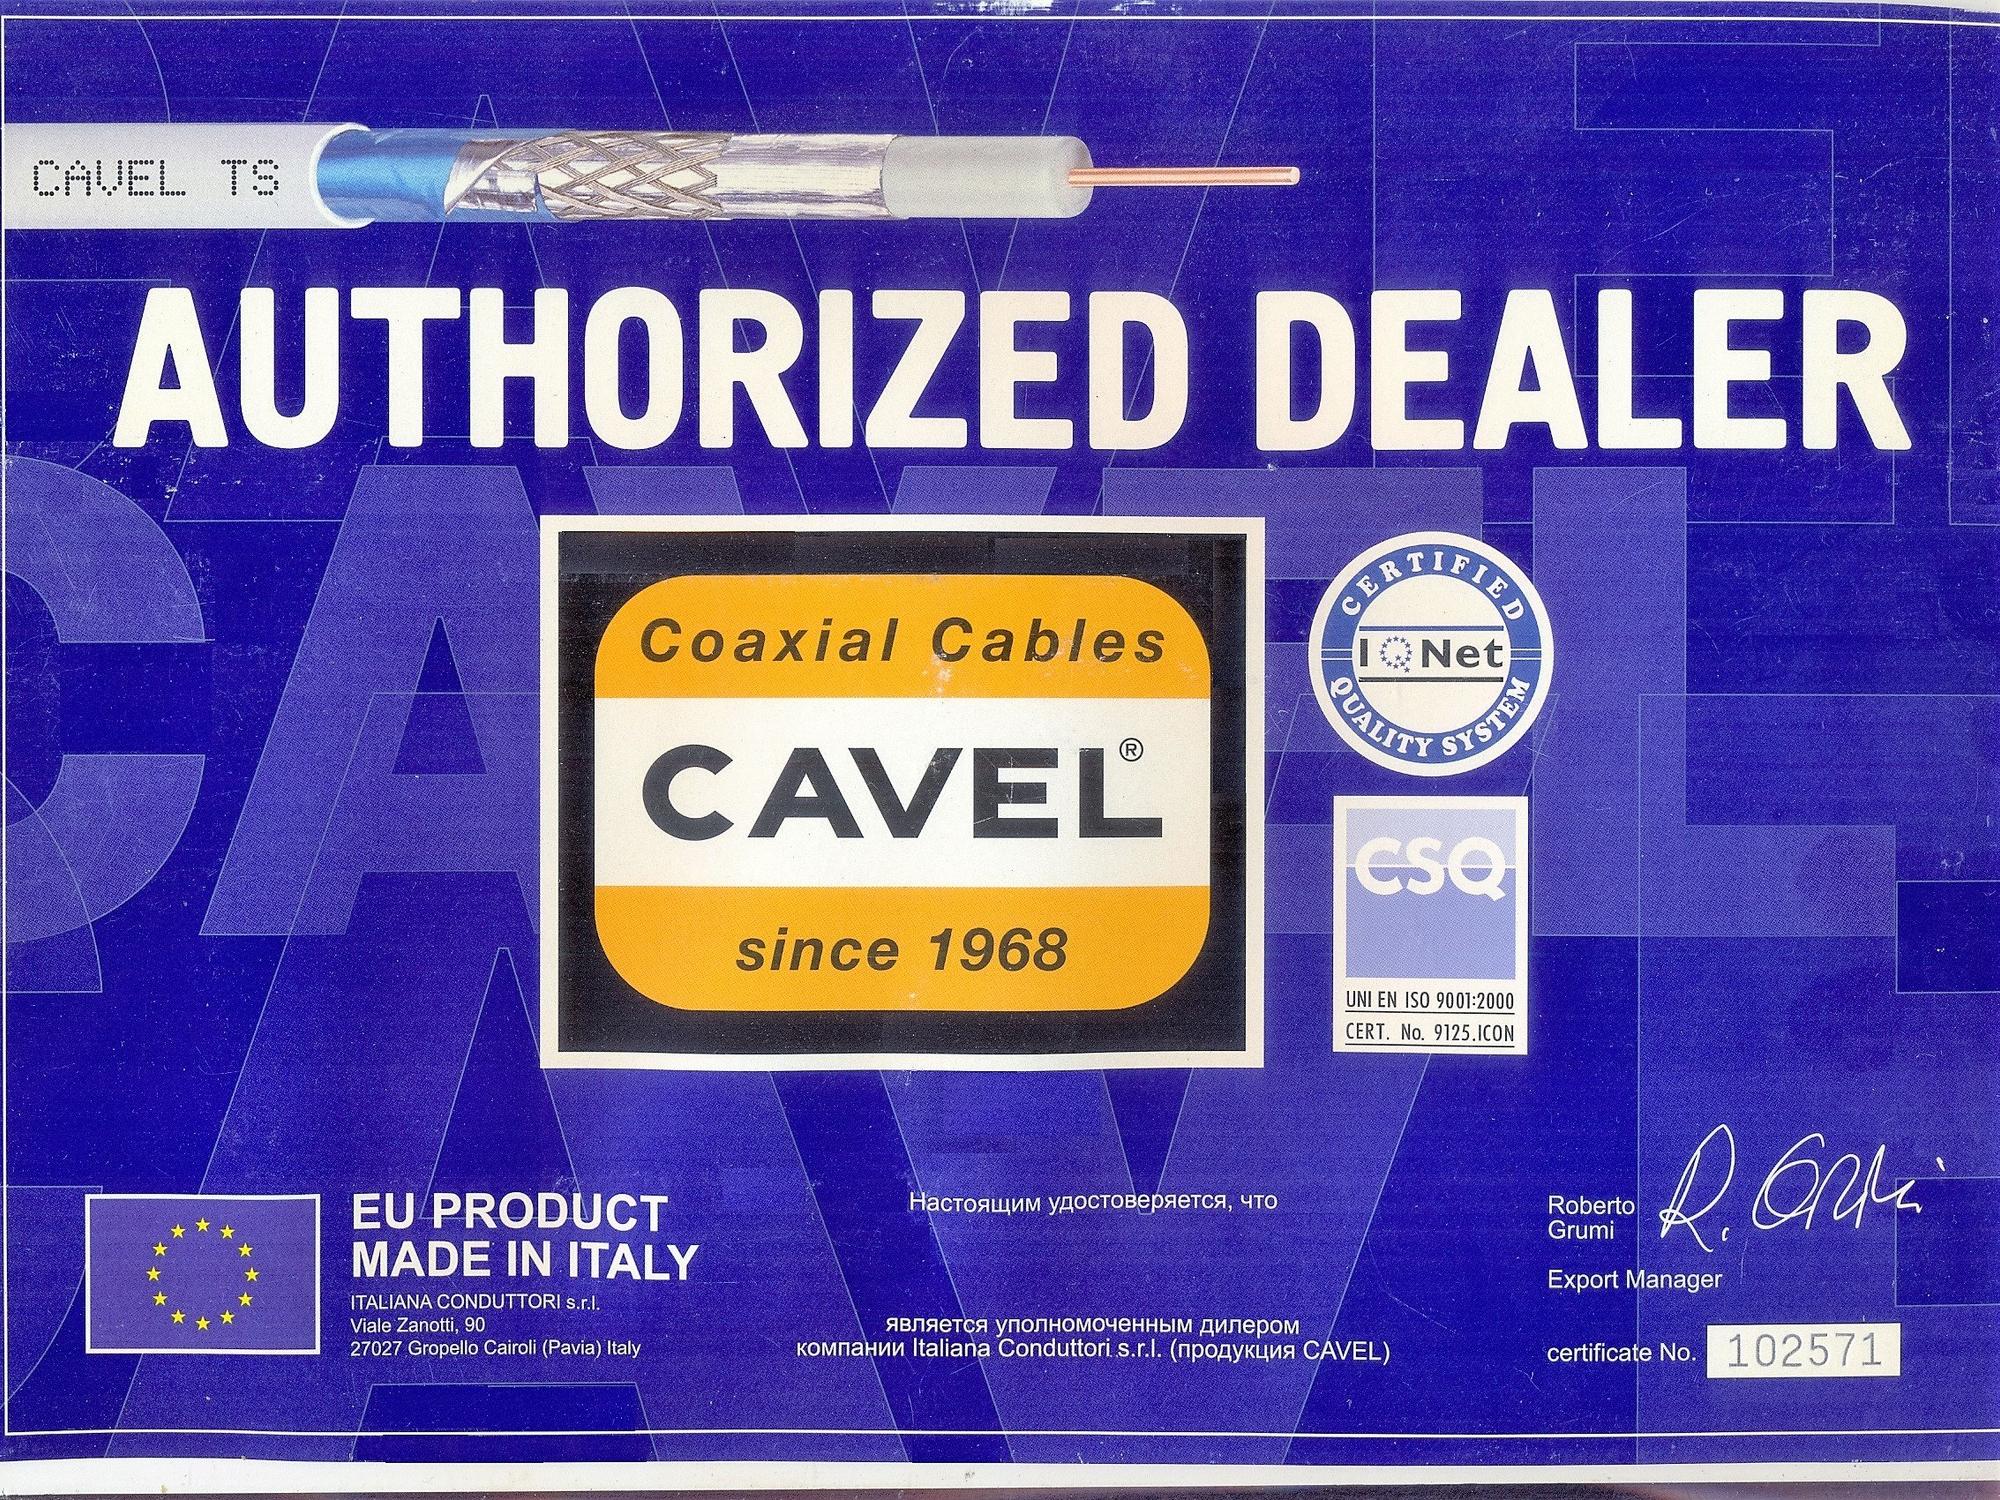 CAVEL TS
AUTHORIZED DEALER
Coaxial Cables
CAVEL®
since 1968
CERTIFIED
IQNet
QUALITY SYSTEM
CSQ
UNI EN ISO 9001:2000
CERT. No. 9125.ICON
EU PRODUCT
MADE IN ITALY
ITALIANA CONDUTTORI s.r.l.
Viale Zanotti, 90
27027 Gropello Cairoli (Pavia) Italy
Настоящим удостоверяется, что
является уполномоченным дилером
компании Italiana Conduttori s.r.l. (продукция CAVEL)
Roberto
Grumi
R. Grumi
Export Manager
certificate No. 102571
CAVEL